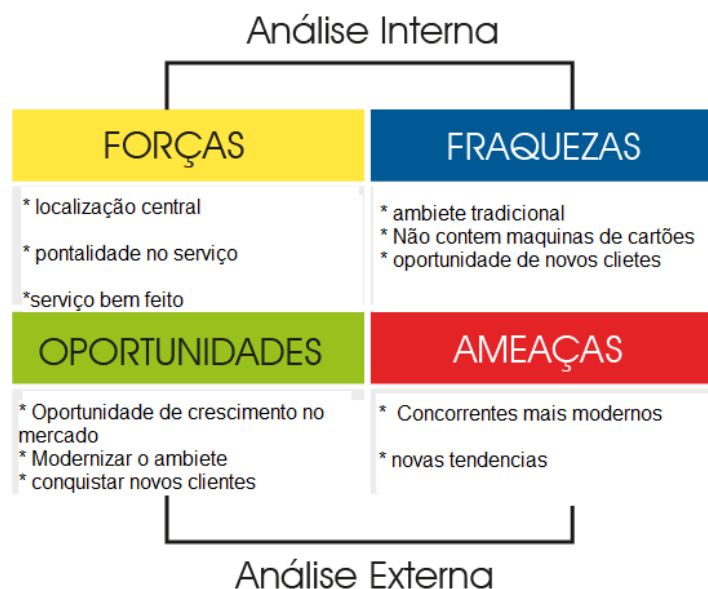 Análise Interna
FORÇAS
* localização central
* pontalidade no serviço
*serviço bem feito
FRAQUEZAS
* ambiete tradicional
* Não contem maquinas de cartões
* oportunidade de novos clietes
OPORTUNIDADES
* Oportunidade de crescimento no
mercado
* Modernizar o ambiete
* conquistar novos clientes
AMEAÇAS
* Concorrentes mais modernos
* novas tendencias
Análise Externa